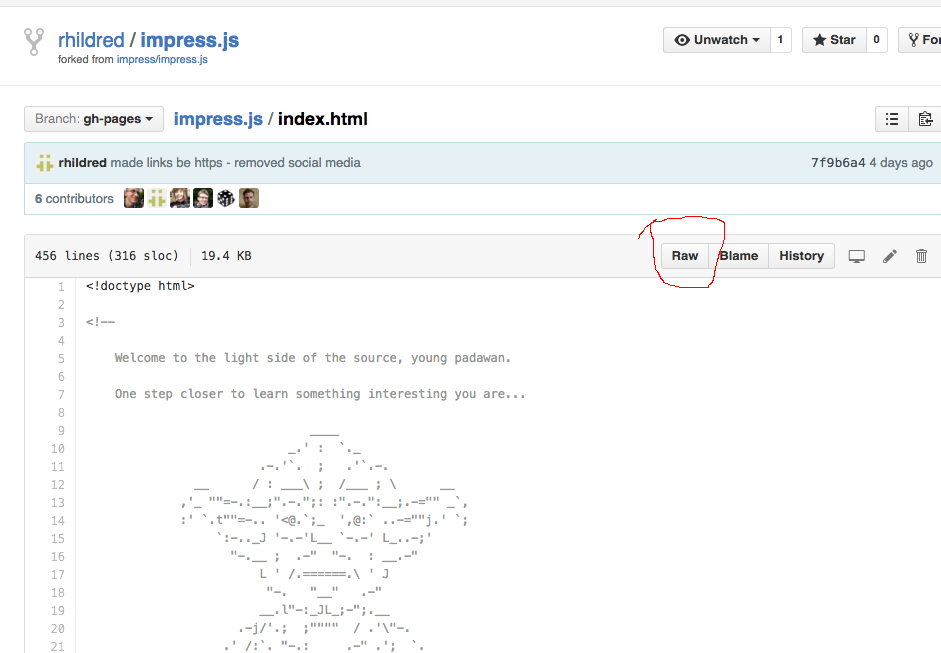 rhildred / impress.js
forked from impress/impress.js
Unwatch 1 Star 0
Branch: gh-pages impress.js / index.html
rhildred made links be https - removed social media 7f9b6a4 4 days ago
6 contributors
456 lines (316 sloc) 19.4 KB Raw Blame History
1 <!doctype html>
2
3 <!--
4
5 Welcome to the light side of the source, young padawan.
6
7 One step closer to learn something interesting you are...
8
9 ____
10 _.' : `._
11 .-.'`. ; .'`.-.
12 __ / : ___\ ; /___ ; \ __
13 ,'_ ""=-.:__;".-.";: :".-.":__;.-="" _`,
14 :' `.t""=-.. '<@.`;_ ',@:` ..-=""j.' `;
15 `:-.._J '-.-'L__ `-.-' L_..-;'
16 "-.__ ; .-" "-. : __.-"
17 L ' /.======.\ ' J
18 "-. "__" .-"
19 __.l"-:_JL_;-";.__
20 .-j/'.; ;"""" / .'\"-.
21 .' /:`. "-.: .-" .'; `.